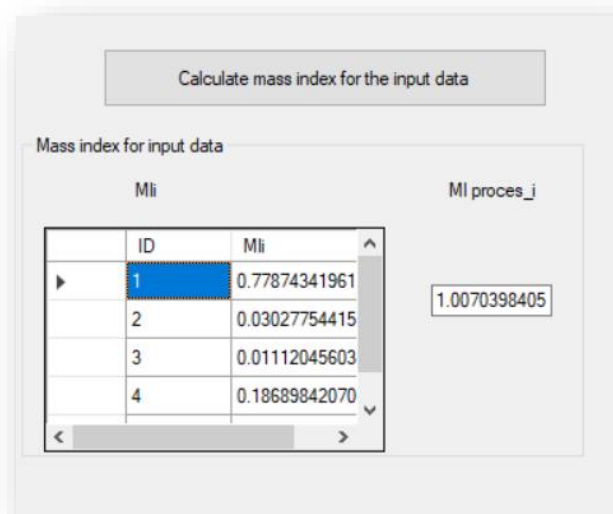 Calculate mass index for the input data
Mass index for input data
MIi MI proces_i
ID MIi
1 0.77874341961
2 0.03027754415
3 0.01112045603
4 0.18689842070
1.0070398405